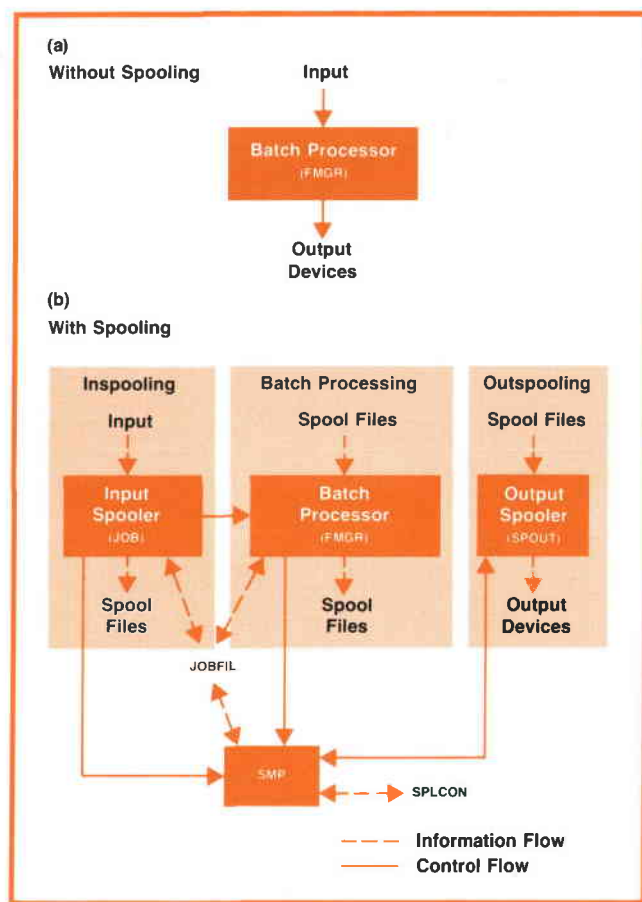 (a)
Without Spooling
Input
Batch Processor
(FMGR)
Output
Devices
(b)
With Spooling
Inspooling
Input
Input
Spooler
(JOB)
Spool
Files
Batch Processing
Spool Files
Batch
Processor
(FMGR)
Spool
Files
Outspooling
Spool Files
Output
Spooler
(SPOUT)
Output
Devices
JOBFIL
SMP
SPLCON
Information Flow
Control Flow